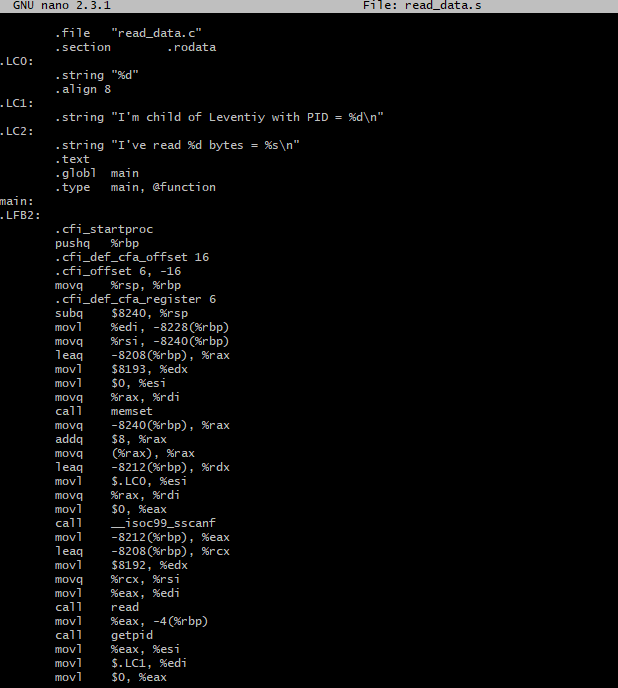 GNU nano 2.3.1 File: read_data.s
.file "read_data.c"
.section .rodata
.LC0:
.string "%d"
.align 8
.LC1:
.string "I'm child of Leventiy with PID = %d\n"
.LC2:
.string "I've read %d bytes = %s\n"
.text
.globl main
.type main, @function
main:
.LFB2:
.cfi_startproc
pushq %rbp
.cfi_def_cfa_offset 16
.cfi_offset 6, -16
movq %rsp, %rbp
.cfi_def_cfa_register 6
subq $8240, %rsp
movl %edi, -8228(%rbp)
movq %rsi, -8240(%rbp)
leaq -8208(%rbp), %rax
movl $8193, %edx
movl $0, %esi
movq %rax, %rdi
call memset
movq -8240(%rbp), %rax
addq $8, %rax
movq (%rax), %rax
leaq -8212(%rbp), %rdx
movl $.LC0, %esi
movq %rax, %rdi
movl $0, %eax
call __isoc99_sscanf
movl -8212(%rbp), %eax
leaq -8208(%rbp), %rcx
movl $8192, %edx
movq %rcx, %rsi
movl %eax, %edi
call read
movl %eax, -4(%rbp)
call getpid
movl %eax, %esi
movl $.LC1, %edi
movl $0, %eax